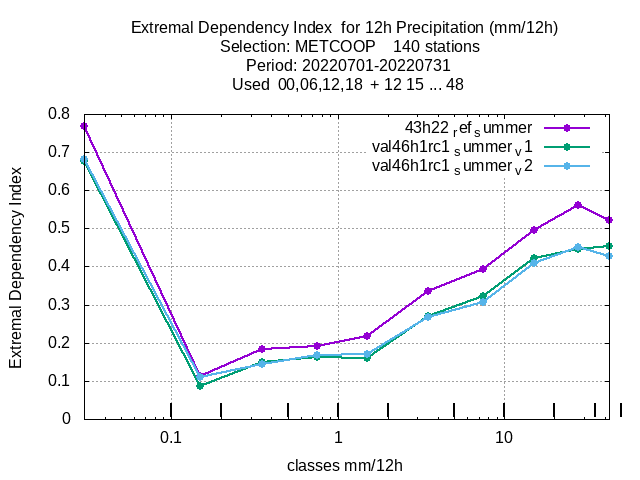 Extremal Dependency Index  for 12h Precipitation (mm/12h)
Selection: METCOOP    140 stations
Period: 20220701-20220731
Used  00,06,12,18  + 12 15 ... 48
43h22 ref summer
val46h1rc1 summer v1
val46h1rc1 summer v2
0.8
0.7
0.6
0.5
0.4
0.3
0.2
0.1
0
Extremal Dependency Index
0.1 1 10
classes mm/12h